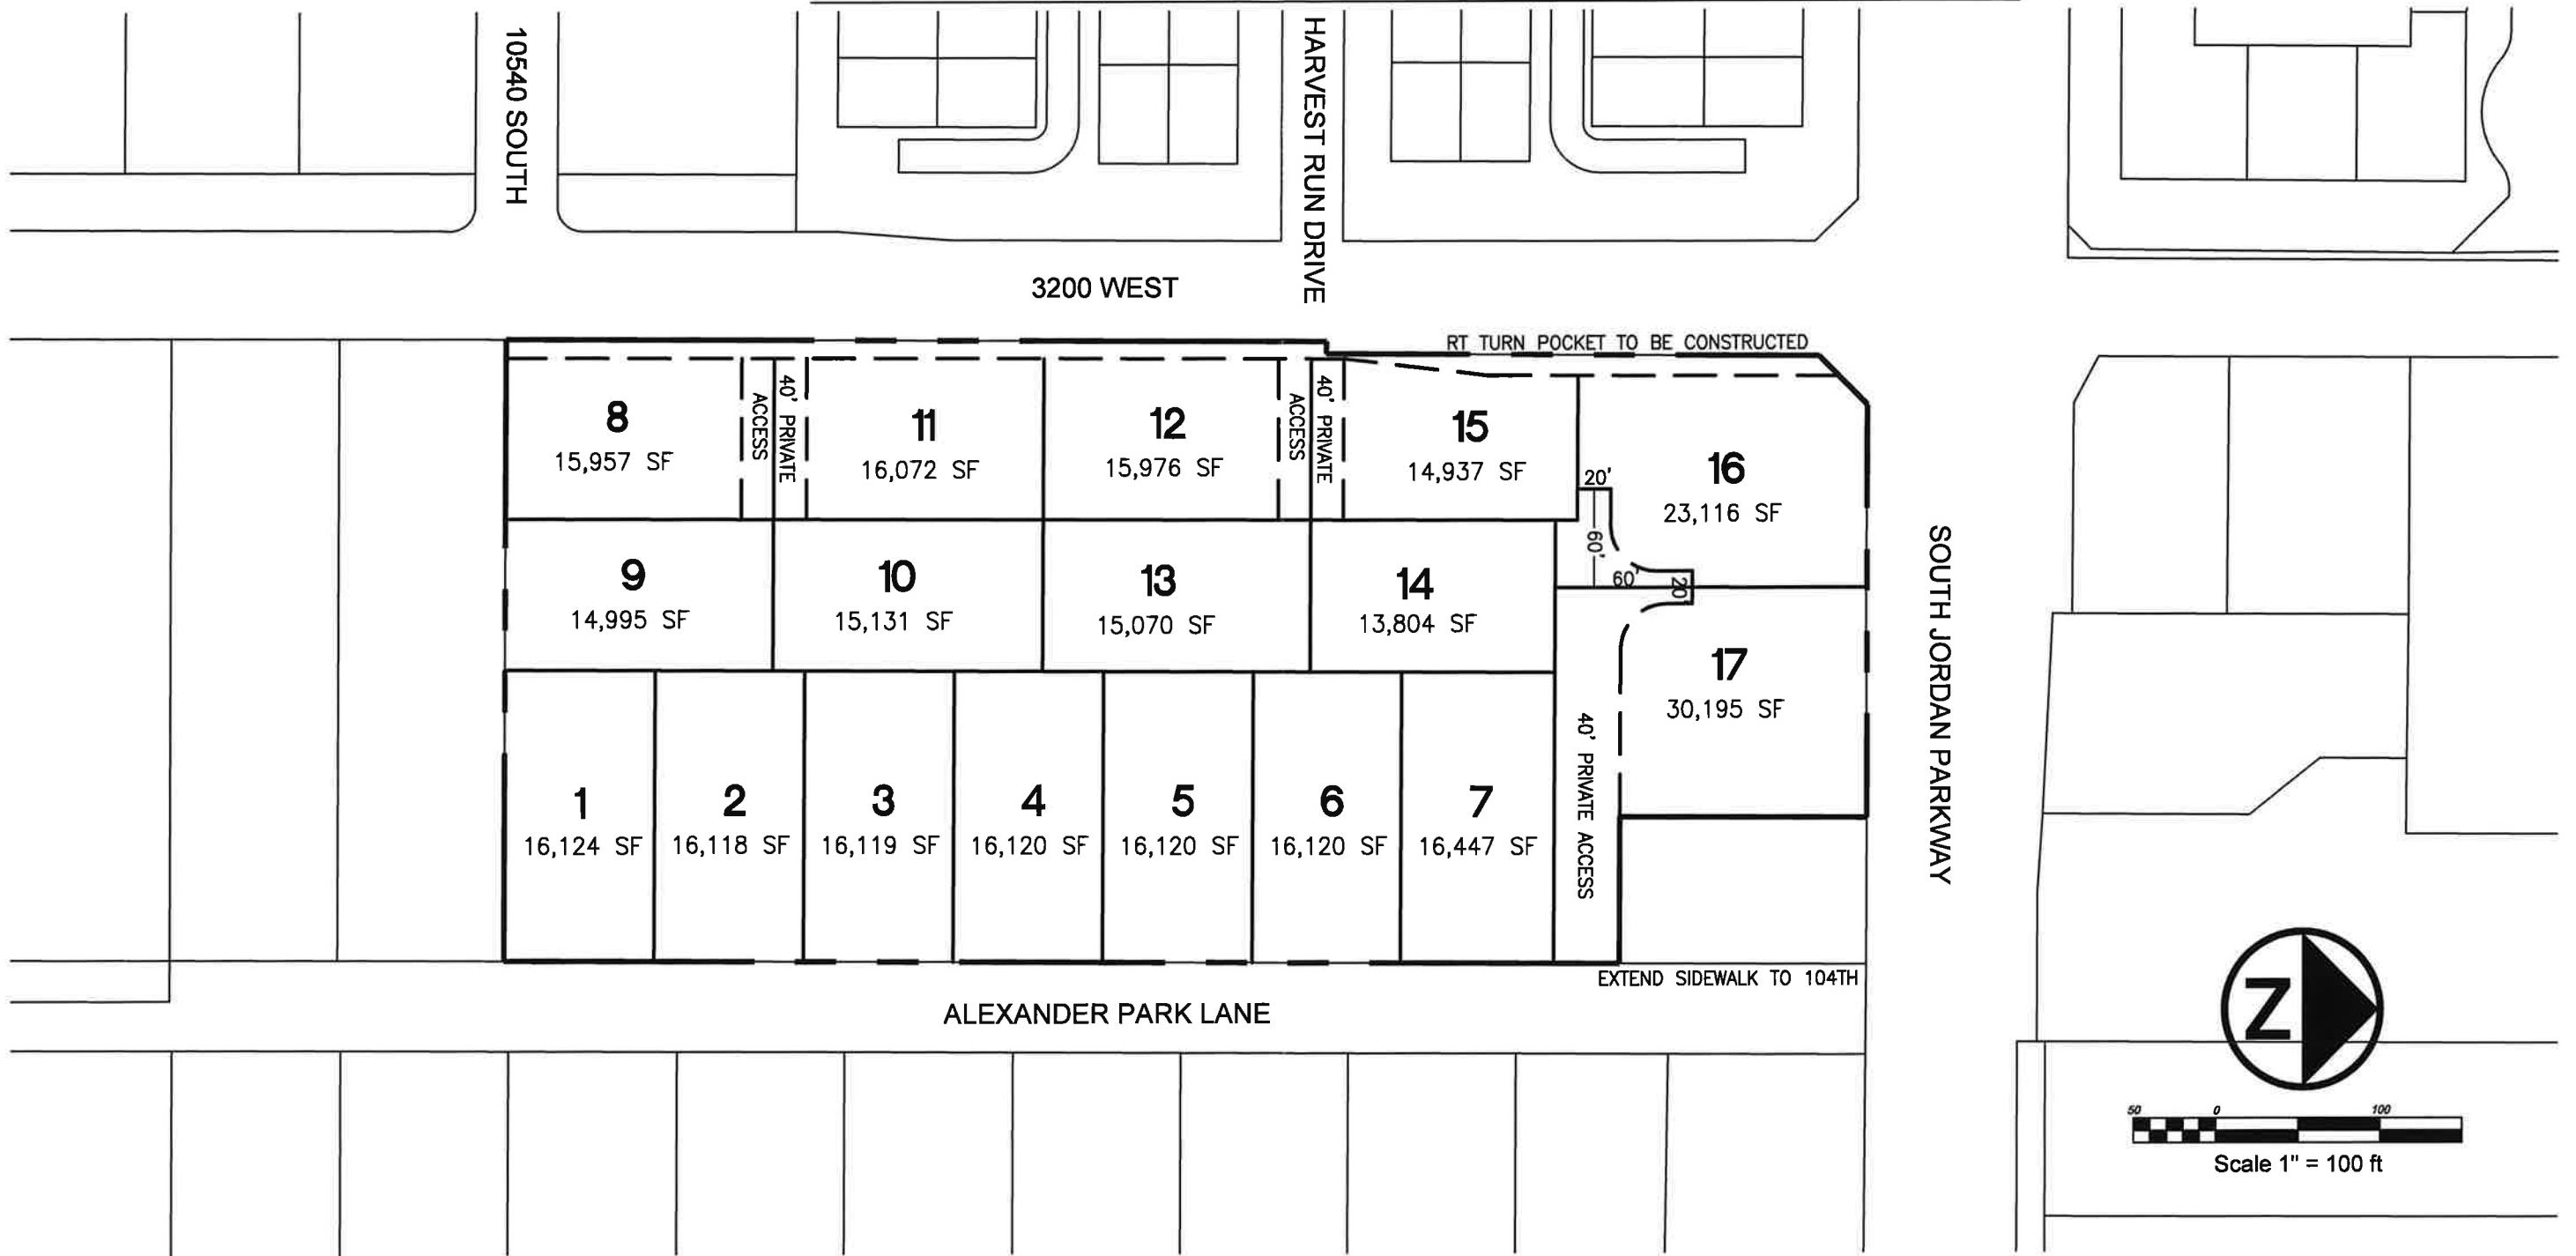 10540 SOUTH
HARVEST RUN DRIVE
3200 WEST
RT TURN POCKET TO BE CONSTRUCTED
8
15,957 SF
40' PRIVATE
ACCESS
11
16,072 SF
12
15,976 SF
40' PRIVATE
ACCESS
15
14,937 SF
16
23,116 SF
20'
60'
60'
20'
9
14,995 SF
10
15,131 SF
13
15,070 SF
14
13,804 SF
17
30,195 SF
SOUTH JORDAN PARKWAY
1
16,124 SF
2
16,118 SF
3
16,119 SF
4
16,120 SF
5
16,120 SF
6
16,120 SF
7
16,447 SF
40' PRIVATE ACCESS
EXTEND SIDEWALK TO 104TH
ALEXANDER PARK LANE
N
50 0 100
Scale 1" = 100 ft